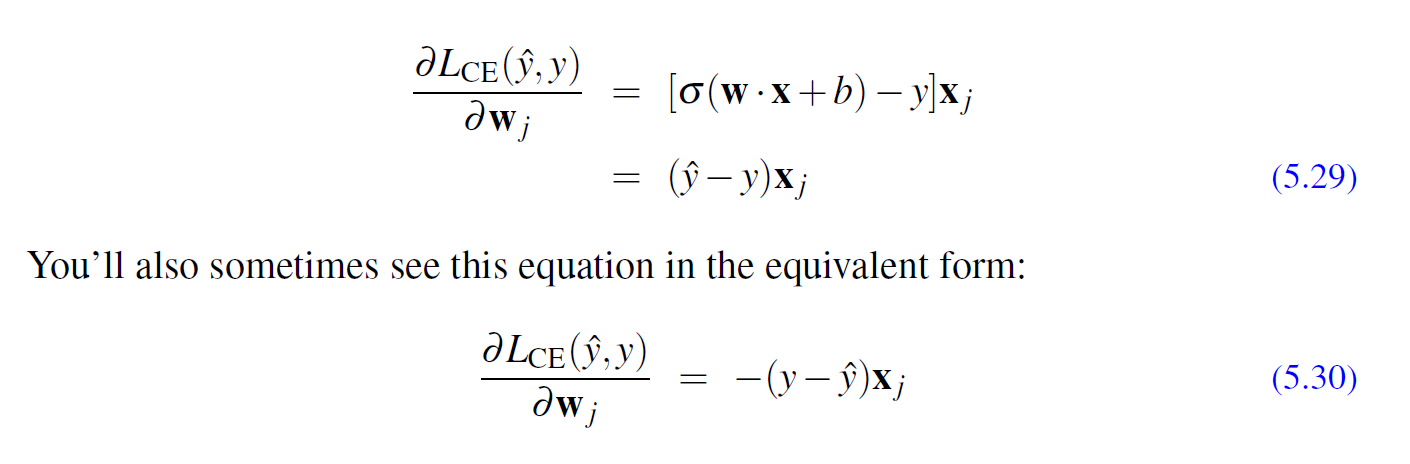 ∂L_CE(ŷ, y) / ∂𝐰_j = [σ(𝐰 · 𝐱 + b) − y]𝐱_j
= (ŷ − y)𝐱_j (5.29)
You'll also sometimes see this equation in the equivalent form:
∂L_CE(ŷ, y) / ∂𝐰_j = −(y − ŷ)𝐱_j (5.30)